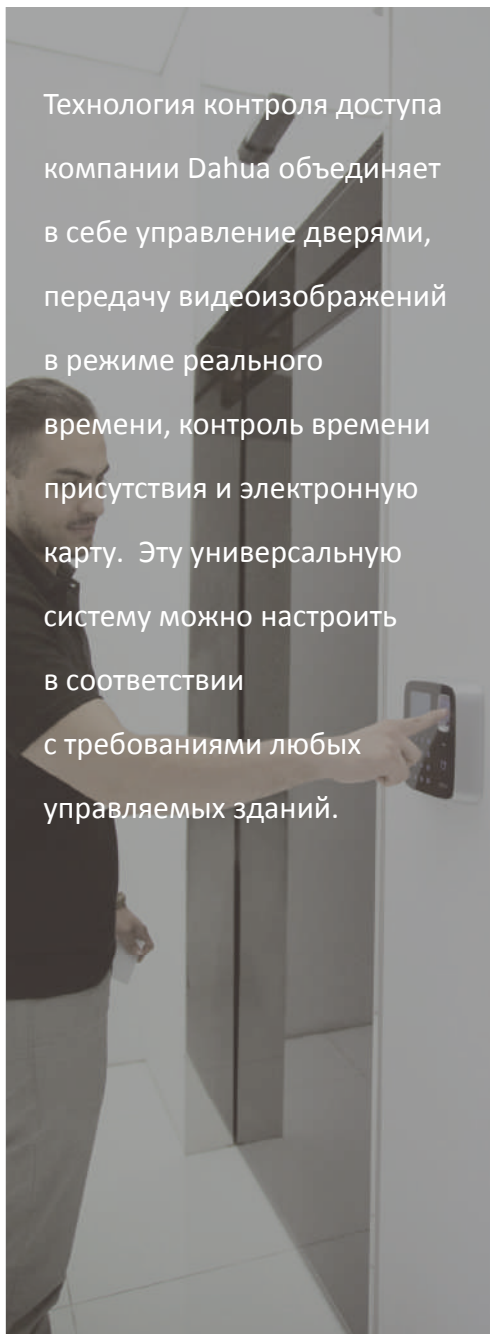 Технология контроля доступа
компании Dahua объединяет
в себе управление дверями,
передачу видеоизображений
в режиме реального
времени, контроль времени
присутствия и электронную
карту.  Эту универсальную
систему можно настроить
в соответствии
с требованиями любых
управляемых зданий.